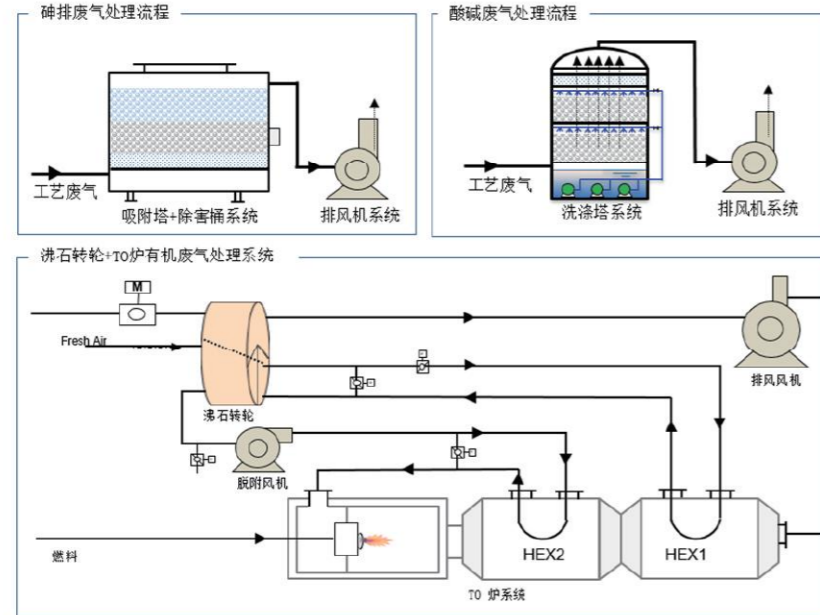 砷排废气处理流程
工艺废气
吸附塔+除害桶系统
排风机系统
酸碱废气处理流程
工艺废气
洗涤塔系统
排风机系统
沸石转轮+TO炉有机废气处理系统
M
Fresh Air
沸石转轮
排风风机
脱附风机
燃料
HEX2
HEX1
TO 炉系统